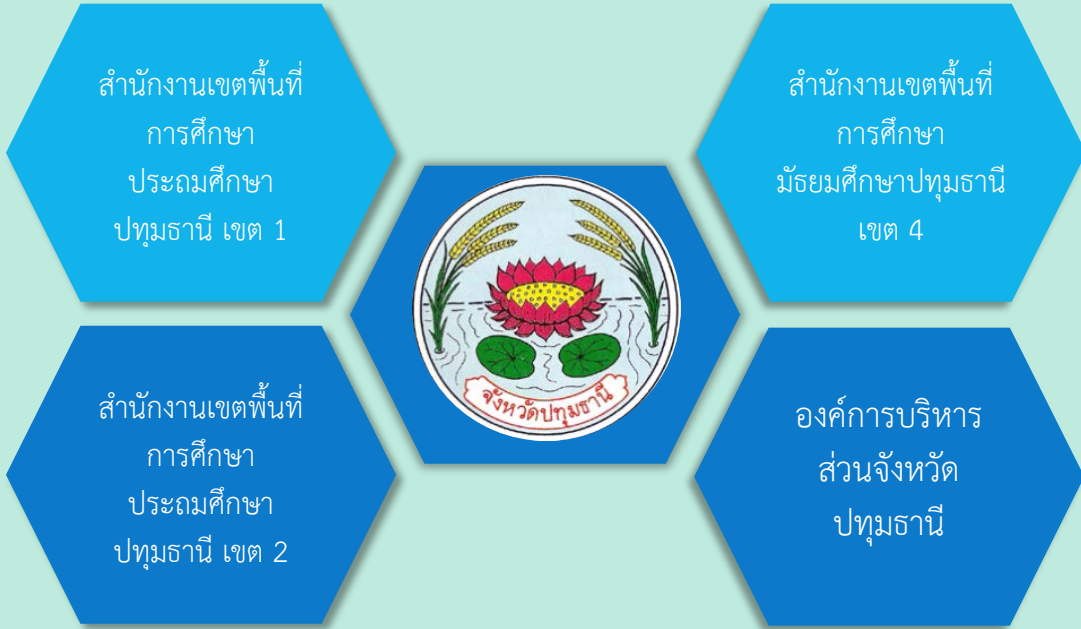 สำนักงานเขตพื้นที่
การศึกษา
ประถมศึกษา
ปทุมธานี เขต 1
สำนักงานเขตพื้นที่
การศึกษา
มัธยมศึกษาปทุมธานี
เขต 4
จังหวัดปทุมธานี
สำนักงานเขตพื้นที่
การศึกษา
ประถมศึกษา
ปทุมธานี เขต 2
องค์การบริหาร
ส่วนจังหวัด
ปทุมธานี